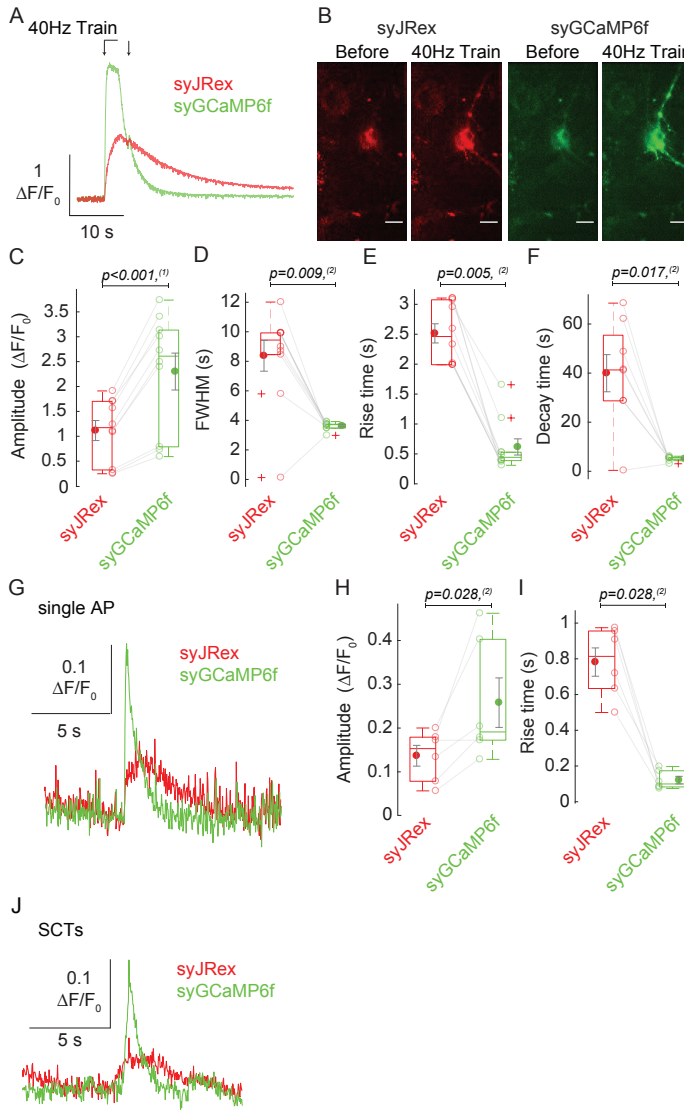 A
40Hz Train
syJRex
syGCaMP6f
1
ΔF/F0
10 s
B
syJRex syGCaMP6f
Before 40Hz Train Before 40Hz Train
C
p<0.001,(1)
Amplitude (ΔF/F0)
4
3.5
3
2.5
2
1.5
1
0.5
0
syJRex
syGCaMP6f
D
p=0.009,(2)
FWHM (s)
12
10
8
6
4
2
0
syJRex
syGCaMP6f
E
p=0.005,(2)
Rise time (s)
3
2.5
2
1.5
1
0.5
0
syJRex
syGCaMP6f
F
p=0.017,(2)
Decay time (s)
60
40
20
0
syJRex
syGCaMP6f
G
single AP
syJRex
syGCaMP6f
0.1
ΔF/F0
5 s
H
p=0.028,(2)
Amplitude (ΔF/F0)
0.4
0.3
0.2
0.1
0
syJRex
syGCaMP6f
I
p=0.028,(2)
Rise time (s)
1
0.8
0.6
0.4
0.2
0
syJRex
syGCaMP6f
J
SCTs
syJRex
syGCaMP6f
0.1
ΔF/F0
5 s